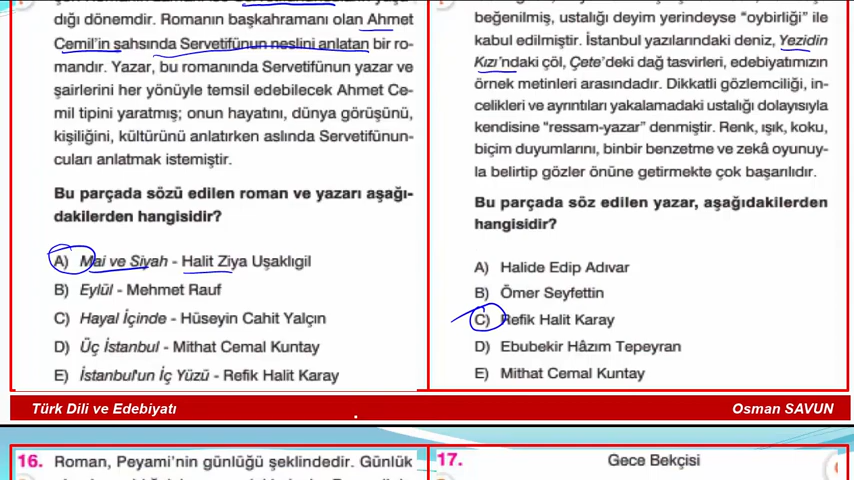 dığı dönemdir. Romanın başkahramanı olan Ahmet
Cemil'in şahsında Servetifünun neslini anlatan bir ro-
mandır. Yazar, bu romanında Servetifünun yazar ve
şairlerini her yönüyle temsil edebilecek Ahmet Ce-
mil tipini yaratmış; onun hayatını, dünya görüşünü,
kişiliğini, kültürünü anlatırken aslında Servetifünun-
cuları anlatmak istemiştir.
Bu parçada sözü edilen roman ve yazarı aşağı-
dakilerden hangisidir?
A) Mai ve Siyah - Halit Ziya Uşaklıgil
B) Eylül - Mehmet Rauf
C) Hayal İçinde - Hüseyin Cahit Yalçın
D) Üç İstanbul - Mithat Cemal Kuntay
E) İstanbul'un İç Yüzü - Refik Halit Karay
beğenilmiş, ustalığı deyim yerindeyse "oybirliği" ile
kabul edilmiştir. İstanbul yazılarındaki deniz, Yezidin
Kızı'ndaki çöl, Çete'deki dağ tasvirleri, edebiyatımızın
örnek metinleri arasındadır. Dikkatli gözlemciliği, in-
celikleri ve ayrıntıları yakalamadaki ustalığı dolayısıyla
kendisine "ressam-yazar" denmiştir. Renk, ışık, koku,
biçim duyumlarını, binbir benzetme ve zekâ oyunuy-
la belirtip gözler önüne getirmekte çok başarılıdır.
Bu parçada söz edilen yazar, aşağıdakilerden
hangisidir?
A) Halide Edip Adıvar
B) Ömer Seyfettin
C) Refik Halit Karay
D) Ebubekir Hâzım Tepeyran
E) Mithat Cemal Kuntay
Türk Dili ve Edebiyatı
Osman SAVUN
16. Roman, Peyami'nin günlüğü şeklindedir. Günlük
17. Gece Bekçisi